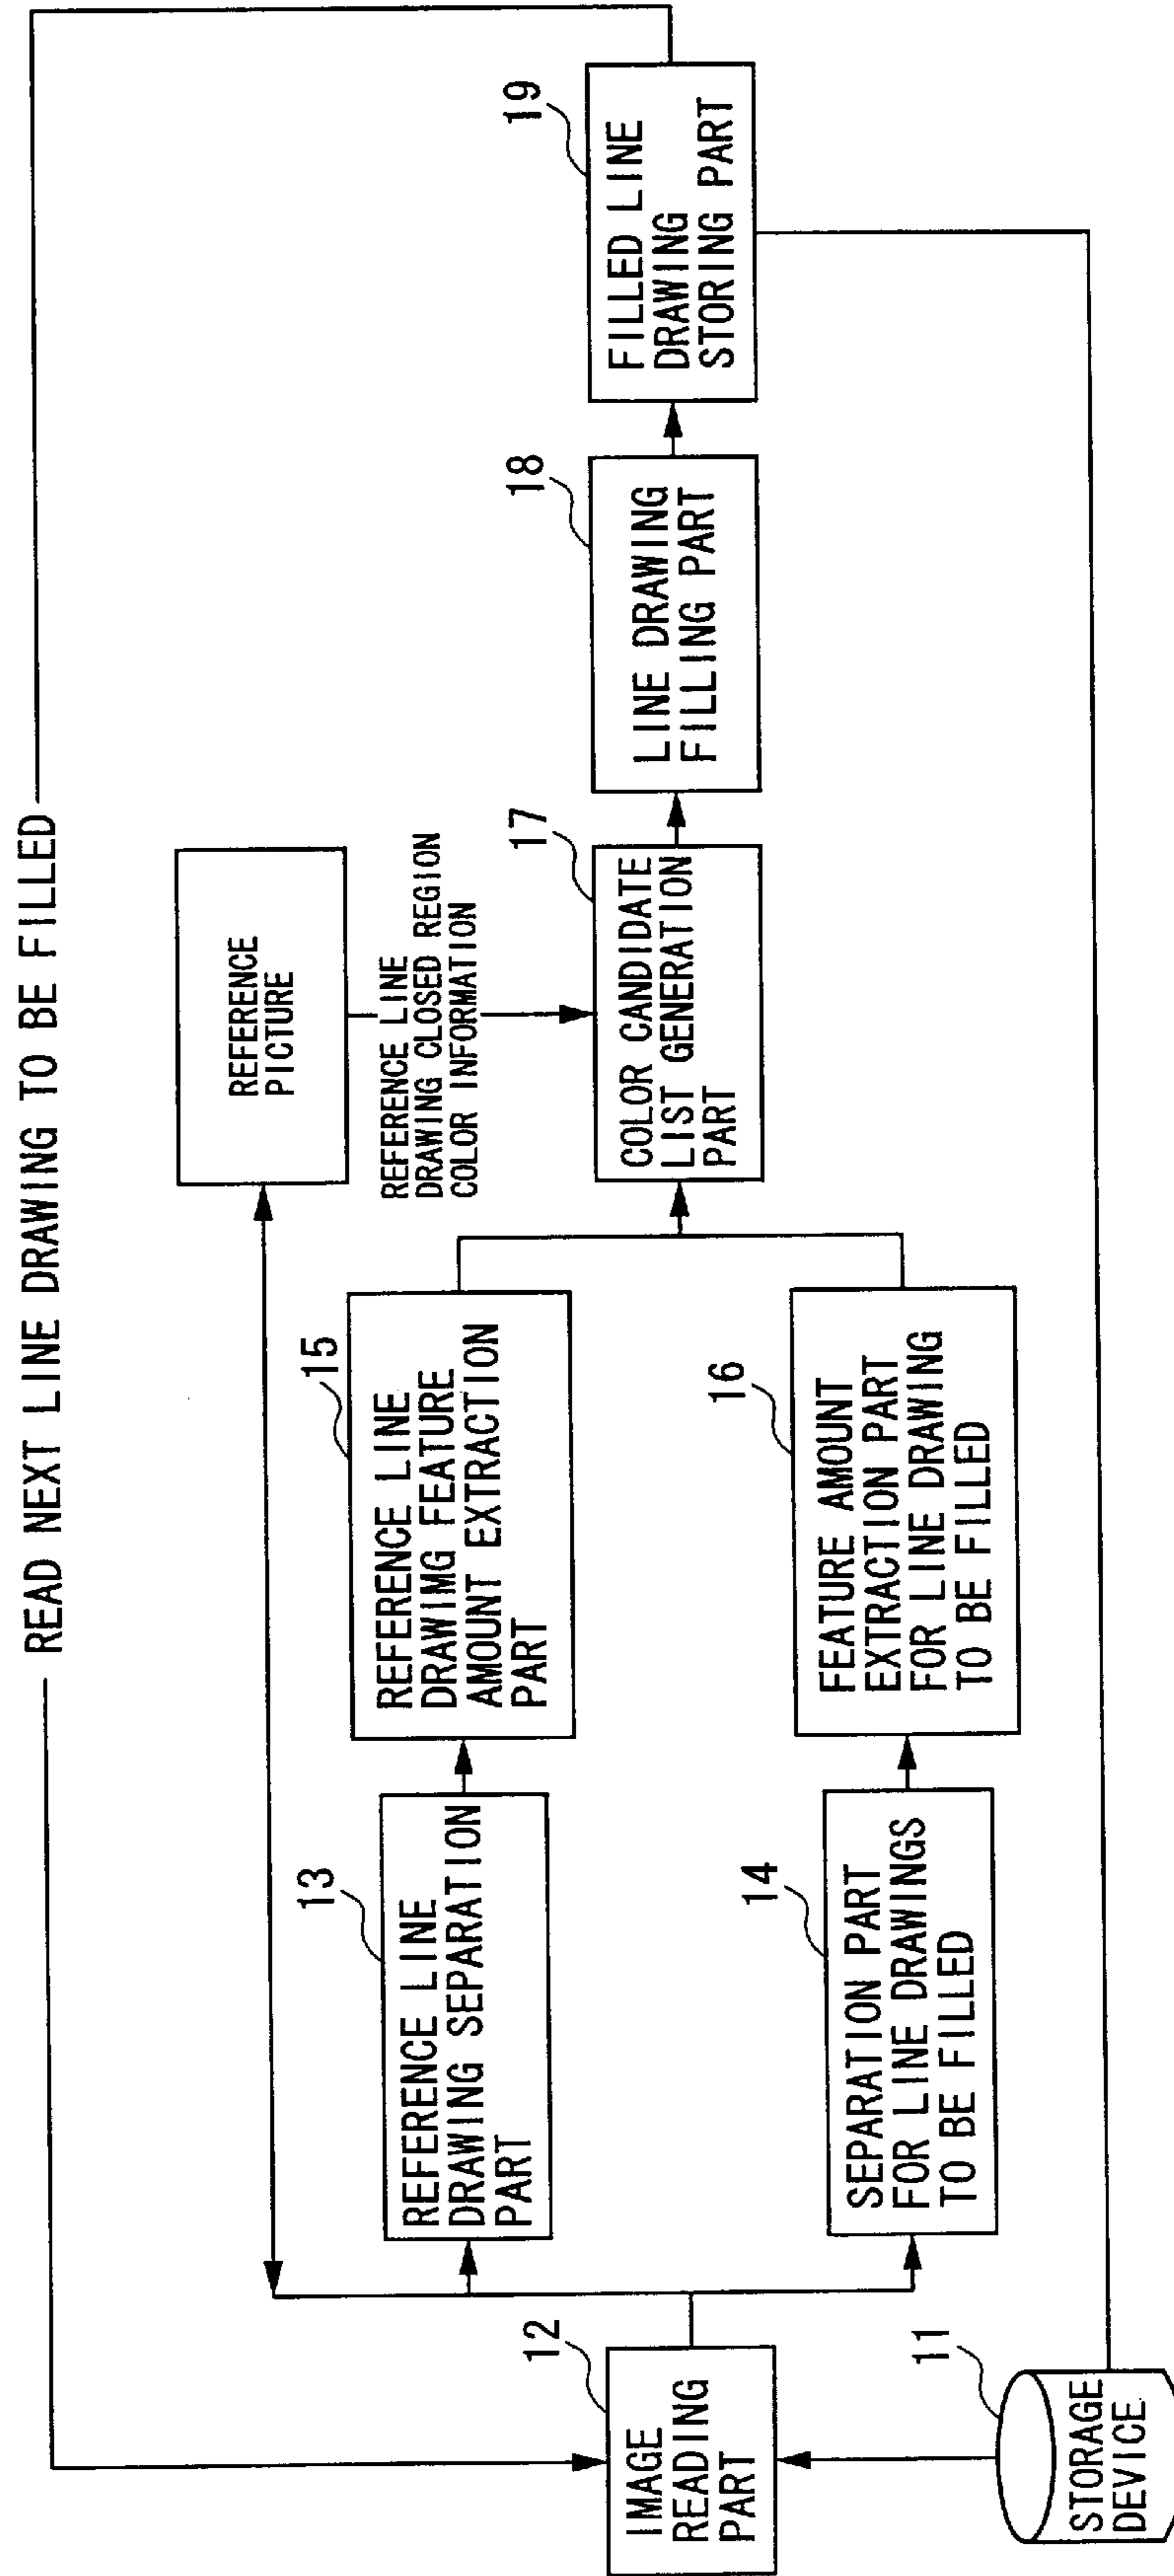 READ NEXT LINE DRAWING TO BE FILLED
REFERENCE
PICTURE
REFERENCE LINE
DRAWING CLOSED REGION
COLOR INFORMATION
13
REFERENCE LINE
DRAWING SEPARATION
PART
15
REFERENCE LINE
DRAWIMG FEATURE
AMOUNT EXTRACTION
PART
12
IMAGE
READING
PART
17
COLOR CANDIDATE
LIST GENERATION
PART
18
LINE DRAWING
FILLING PART
19
FILLED LINE
DRAWING
STORING PART
14
SEPARATION PART
FOR LINE DRAWINGS
TO BE FILLED
16
FEATURE AMOUNT
EXTRACTION PART
FOR LINE DRAWING
TO BE FILLED
11
STORAGE
DEVICE